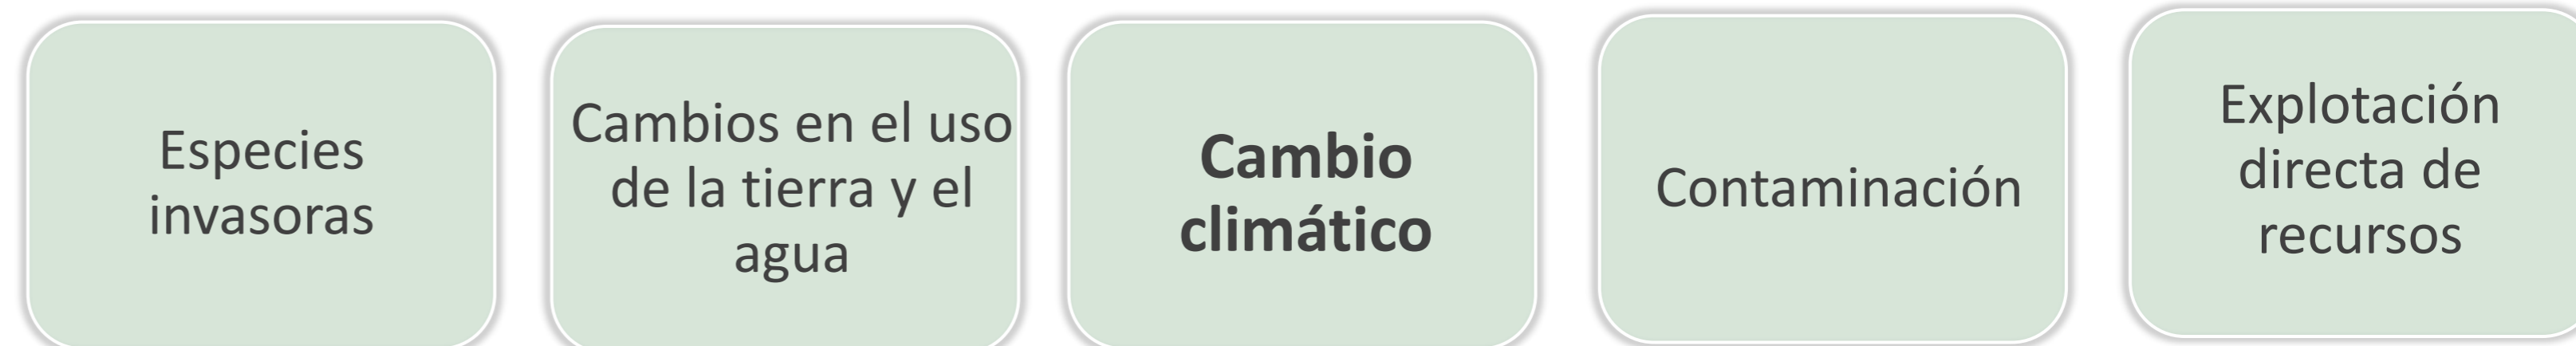 Especies
invasoras
Cambios en el uso
de la tierra y el
agua
Cambio
climático
Contaminación
Explotación
directa de
recursos